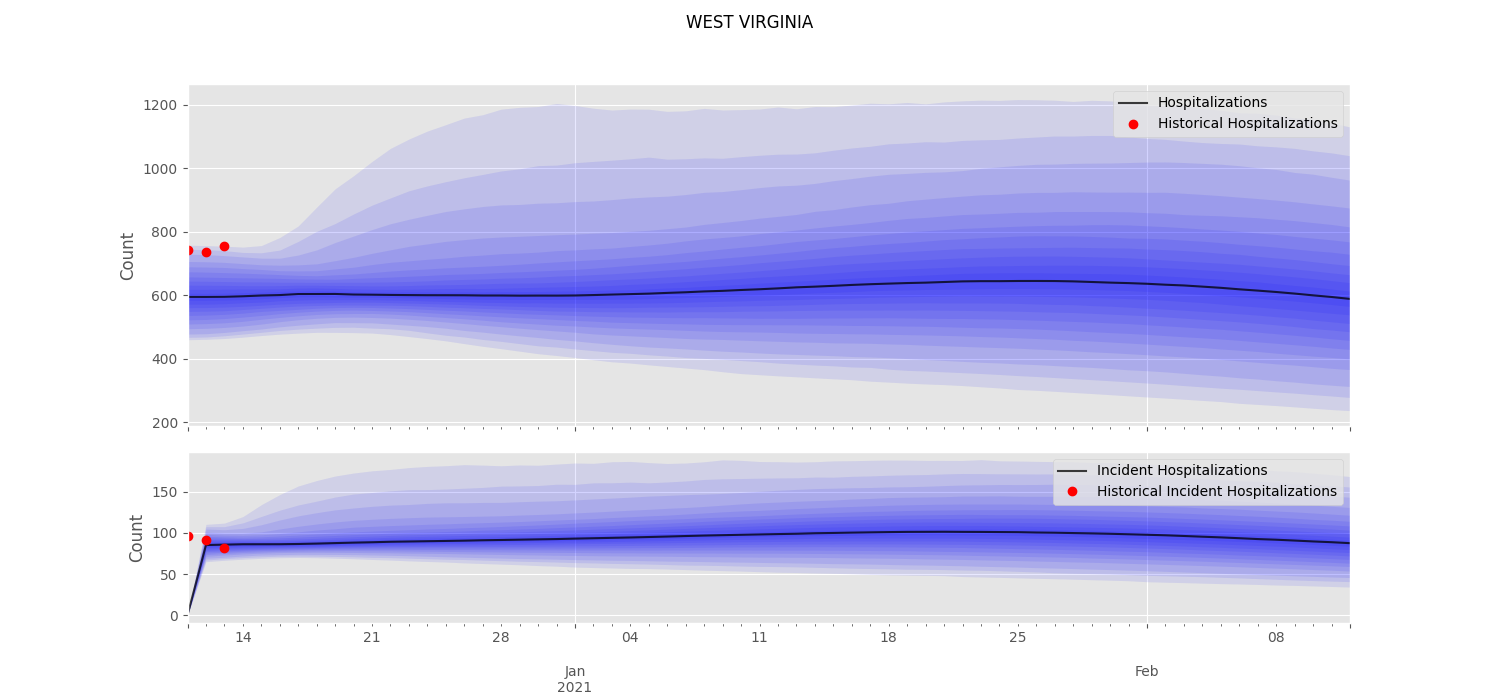 WEST VIRGINIA
1200
1000
800
600
400
200
Count
Hospitalizations
Historical Hospitalizations
150
100
50
0
Count
Incident Hospitalizations
Historical Incident Hospitalizations
14 21 28 04 11 18 25 08
Jan Feb
2021